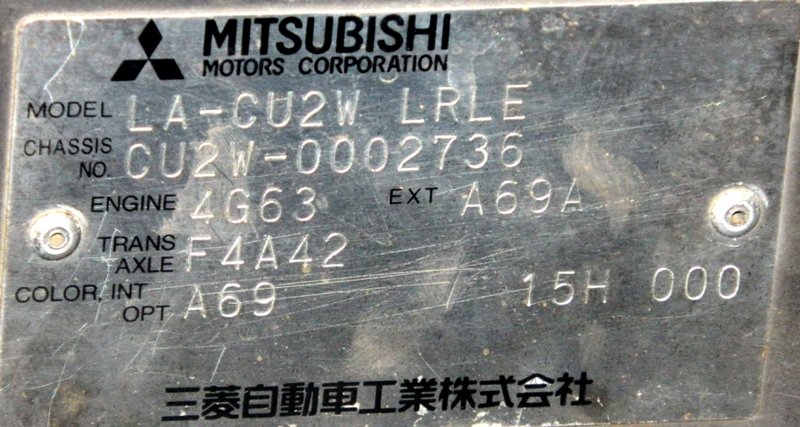 MITSUBISHI
MOTORS CORPORATION
MODEL LA-CU2W LRLE
CHASSIS NO. CU2W-0002736
ENGINE 4G63 EXT A69A
TRANS AXLE F4A42
COLOR, INT OPT A69 15H 000
三菱自動車工業株式会社